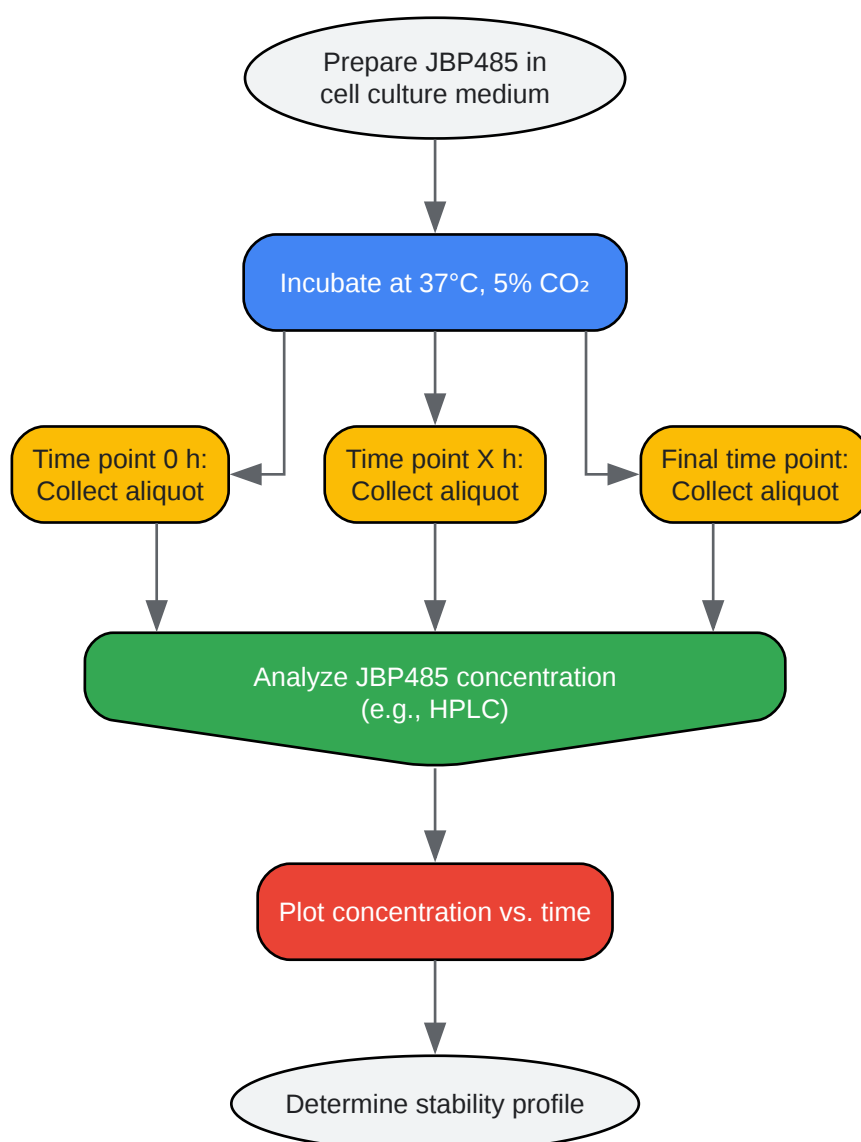 Prepare JBP485 in
cell culture medium
Incubate at 37°C, 5% CO₂
Time point 0 h:
Collect aliquot
Time point X h:
Collect aliquot
Final time point:
Collect aliquot
Analyze JBP485 concentration
(e.g., HPLC)
Plot concentration vs. time
Determine stability profile